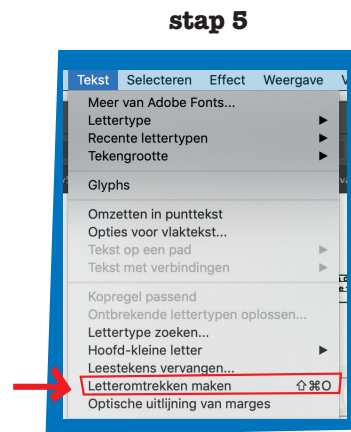 stap 5
Tekst Selecteren Effect Weergave
Meer van Adobe Fonts...
Lettertype
Recente lettertypen
Tekengrootte
Glyphs
Omzetten in punttekst
Opties voor vlaktekst...
Tekst op een pad
Tekst met verbindingen
Kopregel passend
Ontbrekende lettertypen oplossen...
Lettertype zoeken...
Hoofd-kleine letter
Leestekens vervangen...
Letteromtrekken maken ⇧⌘O
Optische uitlijning van marges